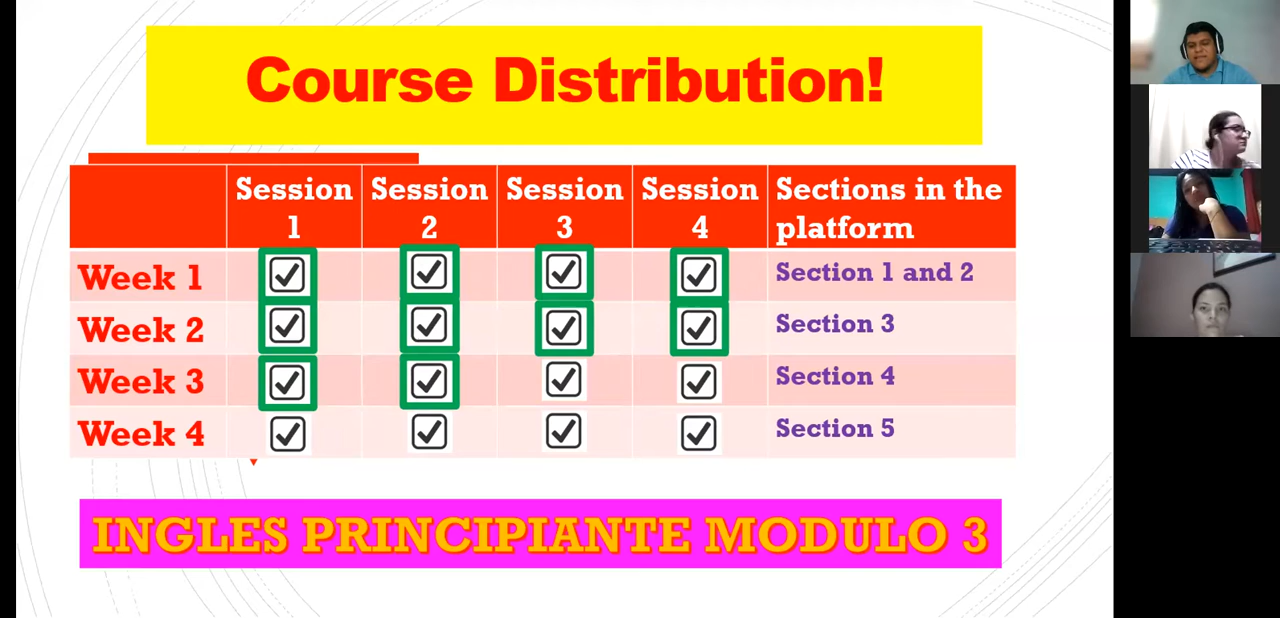 Course Distribution!
Session 1
Session 2
Session 3
Session 4
Sections in the platform
Week 1
Section 1 and 2
Week 2
Section 3
Week 3
Section 4
Week 4
Section 5
INGLES PRINCIPIANTE MODULO 3